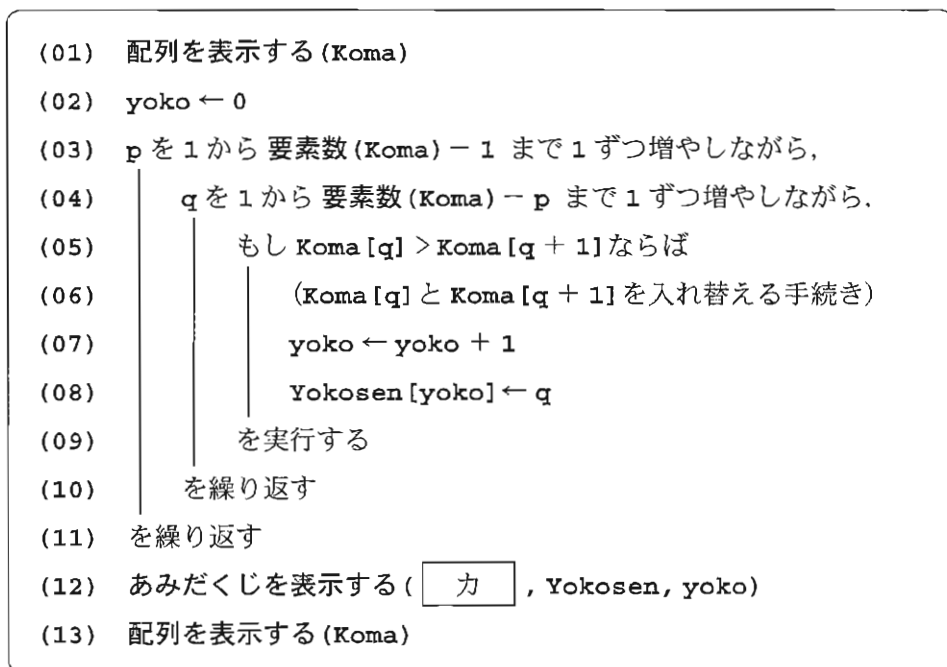 (01) 配列を表示する(Koma)
(02) yoko ← 0
(03) p を 1 から 要素数(Koma) − 1 まで 1 ずつ増やしながら,
(04) q を 1 から 要素数(Koma) − p まで 1 ずつ増やしながら,
(05) もし Koma[q] > Koma[q + 1]ならば
(06) (Koma[q]と Koma[q + 1]を入れ替える手続き)
(07) yoko ← yoko + 1
(08) Yokosen[yoko] ← q
(09) を実行する
(10) を繰り返す
(11) を繰り返す
(12) あみだくじを表示する( カ , Yokosen, yoko)
(13) 配列を表示する(Koma)